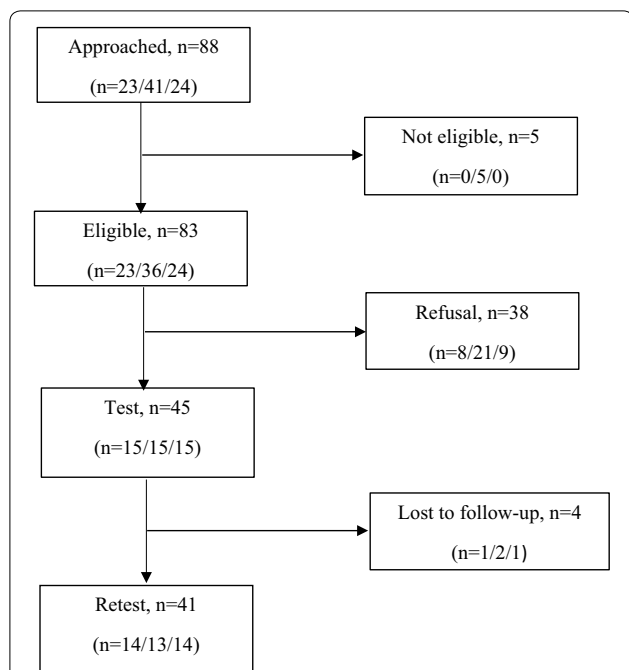 Approached, n=88
(n=23/41/24)
Not eligible, n=5
(n=0/5/0)
Eligible, n=83
(n=23/36/24)
Refusal, n=38
(n=8/21/9)
Test, n=45
(n=15/15/15)
Lost to follow-up, n=4
(n=1/2/1)
Retest, n=41
(n=14/13/14)